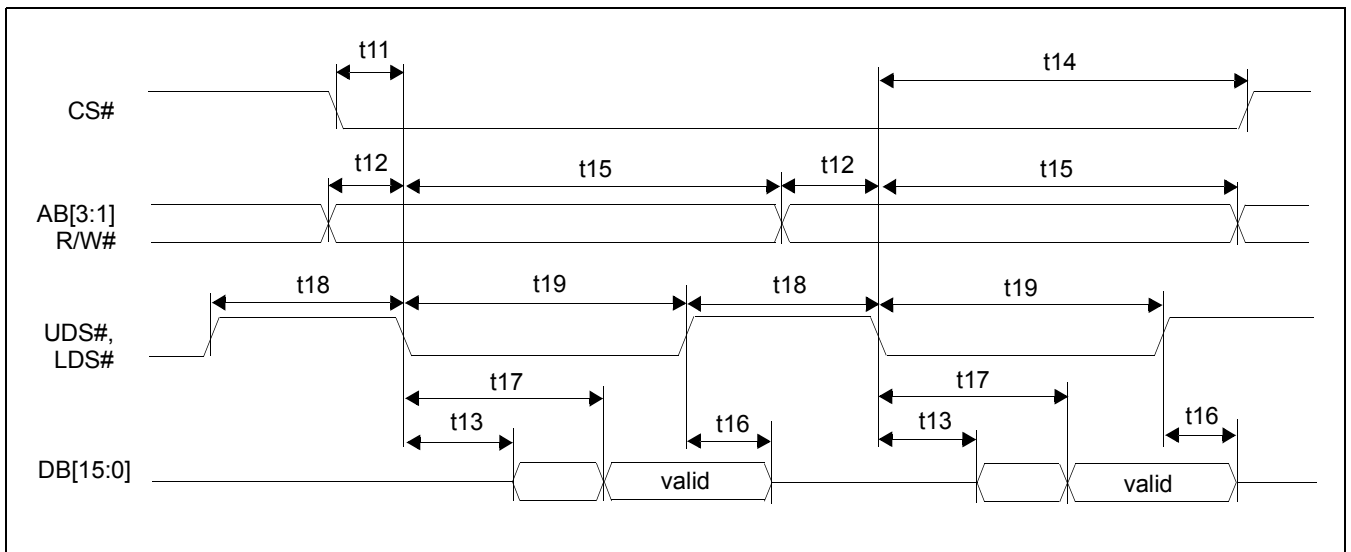 t11
t14
CS#
t12
t15
t12
t15
AB[3:1]
R/W#
t18
t19
t18
t19
UDS#,
LDS#
t17
t17
t13
t16
t13
t16
DB[15:0]
valid
valid